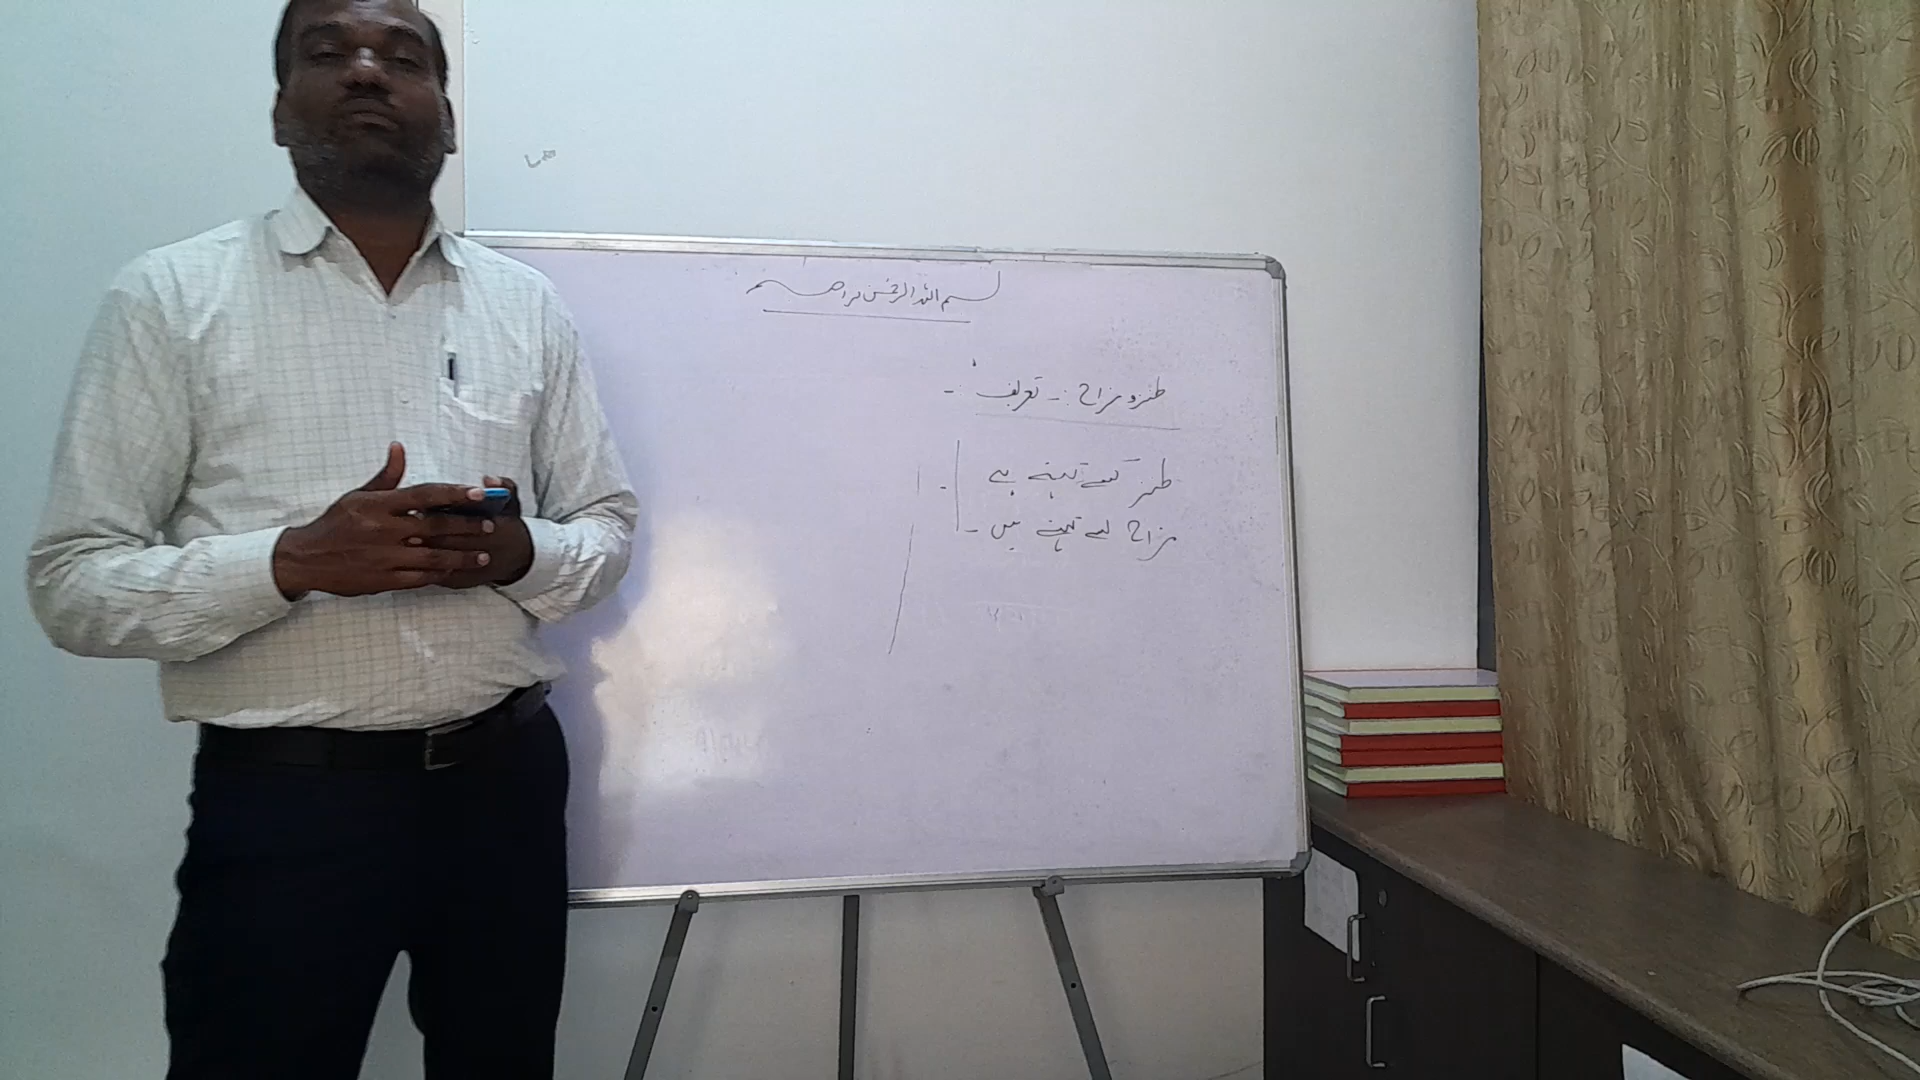 بسم اللہ الرحمن الرحیم
طنز و مزاح :- تعریف :-
طنز کسے کہتے ہے -
مزاح کسے کہتے ہیں -